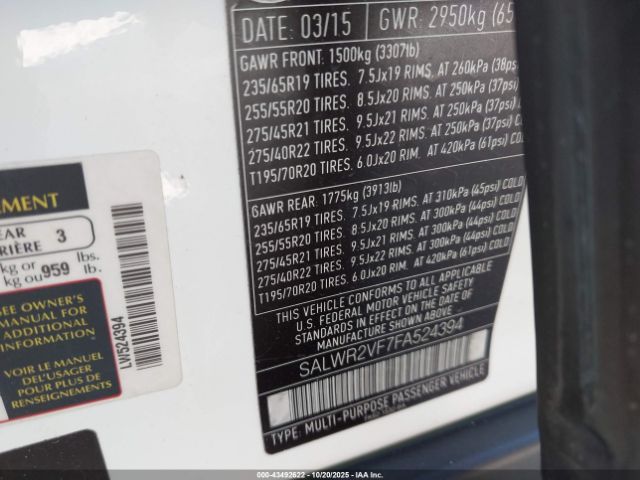 DATE: 03/15 GWR: 2950kg (65
GAWR FRONT: 1500kg (3307lb)
235/65R19 TIRES. 7.5Jx19 RIMS. AT 260kPa (38ps
255/55R20 TIRES. 8.5Jx20 RIMS. AT 250kPa (37psi)
275/45R21 TIRES. 9.5Jx21 RIMS. AT 250kPa (37psi)
275/40R22 TIRES. 9.5Jx22 RIMS. AT 250kPa (37psi) C
T195/70R20 TIRES. 6.0Jx20 RIM. AT 420kPa (61psi) C
GAWR REAR: 1775kg (3913lb)
235/65R19 TIRES. 7.5Jx19 RIMS. AT 310kPa (45psi) COLD
255/55R20 TIRES. 8.5Jx20 RIMS. AT 300kPa (44psi) COLD
275/45R21 TIRES. 9.5Jx21 RIMS. AT 300kPa (44psi) COLD
275/40R22 TIRES. 9.5Jx22 RIMS. AT 300kPa (44psi) COLD
T195/70R20 TIRES. 6.0Jx20 RIM. AT 420kPa (61psi) COLD
THIS VEHICLE CONFORMS TO ALL APPLICABLE
U.S. FEDERAL MOTOR VEHICLE SAFETY
STANDARDS IN EFFECT ON THE DATE OF
MANUFACTURE SHOWN ABOVE.
SALWR2VF7FA524394
TYPE: MULTI-PURPOSE PASSENGER VEHICLE
EMENT
EAR
RIÈRE 3
kg or lbs.
kg ou 959 lb.
SEE OWNER'S
MANUAL FOR
ADDITIONAL
INFORMATION
VOIR LE MANUEL
DE L'USAGER
POUR PLUS DE
RENSEIGNEMENTS
LW524394
000-43492622 - 10/20/2025 - IAAI.COM